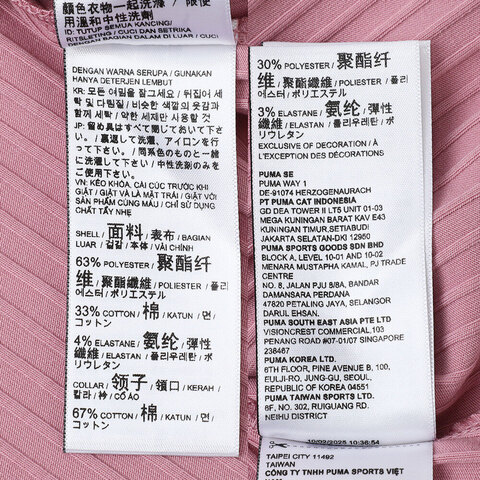 顏色衣物一起洗滌 / 限使
用溫和中性洗劑
ID: TUTUP SEMUA KANCING/
RITSLETING / CUCI DAN SETRIKA
DENGAN BAGIAN DALAM DI LUAR / CUCI
DENGAN WARNA SERUPA / GUNAKAN
HANYA DETERJEN LEMBUT
KR: 모든 여밈을 잠그세요 / 뒤집어 세
탁 및 다림질 / 비슷한 색깔의 옷감과
함께 세탁 / 약한 세제만 사용할 것
JP: 留め具はすべて閉じておいて下さ
い。/ 裏返して洗濯、アイロンを行
って下さい。/ 同系色のものと一緒
に洗濯して下さい。/ 中性洗剤のみを
ご使用下さい。
VN: KÉO KHÓA, CÀI CÚC TRƯỚC KHI
GIẶT / GIẶT VÀ LÀ MẶT TRÁI / GIẶT VỚI
SẢN PHẨM CÙNG MÀU / CHỈ SỬ DỤNG
CHẤT TẨY NHẸ
SHELL / 面料 / 表布 / BAGIAN
LUAR / 겉감 / 本体 / VẢI CHÍNH
63% POLYESTER / 聚酯纤
维 / 聚酯纖維 / POLYESTER / 폴리
에스터 / ポリエステル
33% COTTON / 棉 / KATUN / 면 /
コットン
4% ELASTANE / 氨纶 / 彈性
纖維 / ELASTAN / 폴리우레탄 / ポ
リウレタン
COLLAR / 领子 / 領口 / KERAH /
칼라 / 衿 / CỔ ÁO
67% COTTON / 棉 / KATUN / 면 /
コットン
30% POLYESTER / 聚酯纤
维 / 聚酯纖維 / POLYESTER / 폴리
에스터 / ポリエステル
3% ELASTANE / 氨纶 / 彈性
纖維 / ELASTAN / 폴리우레탄 / ポ
リウレタン
EXCLUSIVE OF DECORATION / À
L'EXCEPTION DES DÉCORATIONS
PUMA SE
PUMA WAY 1
DE-91074 HERZOGENAURACH
PT PUMA CAT INDONESIA
GD DEA TOWER II LT5 UNIT 01-03
MEGA KUNINGAN BARAT KAV E43
KUNINGAN TIMUR,SETIABUDI
JAKARTA SELATAN-DKI 12950
PUMA SPORTS GOODS SDN BHD
BLOCK A, LEVEL 10-01 AND 10-02
MENARA MUSTAPHA KAMAL, PJ TRADE
CENTRE
NO. 8, JALAN PJU 8/8A, BANDAR
DAMANSARA PERDANA
47820 PETALING JAYA, SELANGOR
DARUL EHSAN.
PUMA SOUTH EAST ASIA PTE LTD
VISIONCREST COMMERCIAL,103
PENANG ROAD #07-01/07 SINGAPORE
238467
PUMA KOREA LTD.
6TH FLOOR, PINE AVENUE B, 100,
EULJI-RO, JUNG-GU, SEOUL,
REPUBLIC OF KOREA
PUMA TAIWAN SPORTS LTD.
8F, NO. 302, RUIGUANG RD.
NEIHU DISTRICT
10/02/2025 10:36:54
TAIPEI CITY 11492
TAIWAN
CÔNG TY TNHH PUMA SPORTS VIỆT